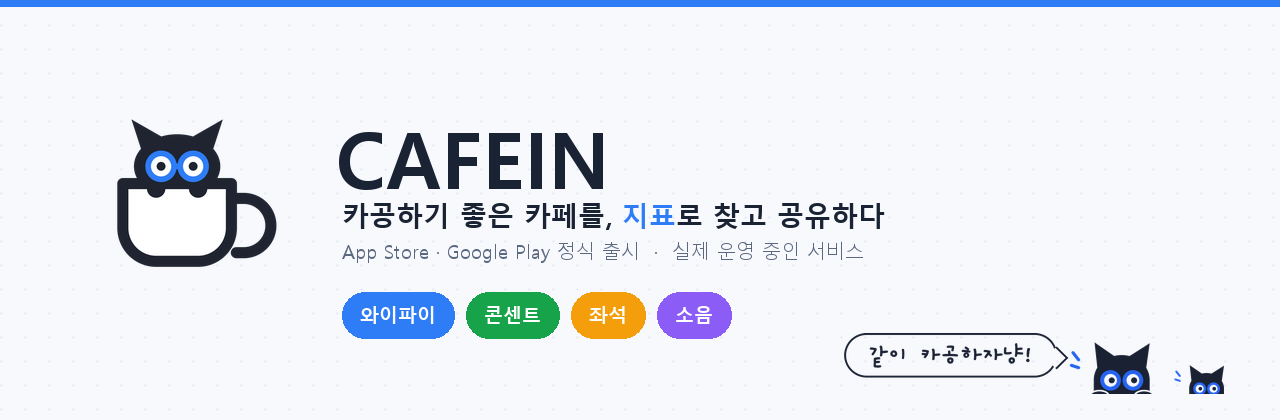 CAFEIN
카공하기 좋은 카페를, 지표로 찾고 공유하다
App Store · Google Play 정식 출시 · 실제 운영 중인 서비스
와이파이 콘센트 좌석 소음
같이 카공하자냥!